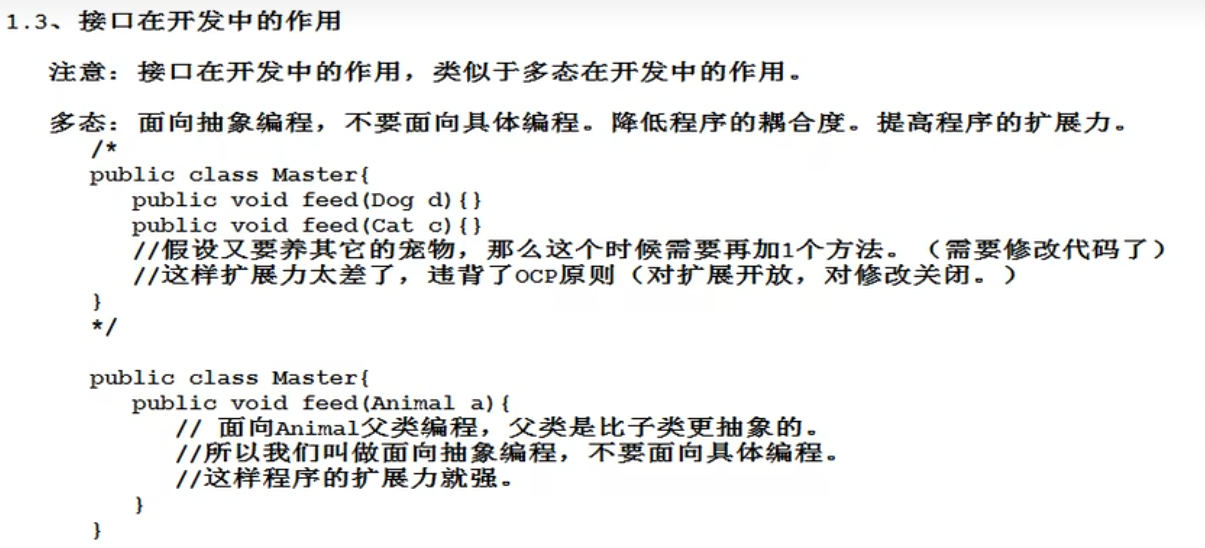 1.3、接口在开发中的作用
注意：接口在开发中的作用，类似于多态在开发中的作用。
多态：面向抽象编程，不要面向具体编程。降低程序的耦合度。提高程序的扩展力。
/*
public class Master{
public void feed(Dog d){}
public void feed(Cat c){}
//假设又要养其它的宠物，那么这个时候需要再加1个方法。（需要修改代码了）
//这样扩展力太差了，违背了OCP原则（对扩展开放，对修改关闭。）
}
*/
public class Master{
public void feed(Animal a){
// 面向Animal父类编程，父类是比子类更抽象的。
//所以我们叫做面向抽象编程，不要面向具体编程。
//这样程序的扩展力就强。
}
}